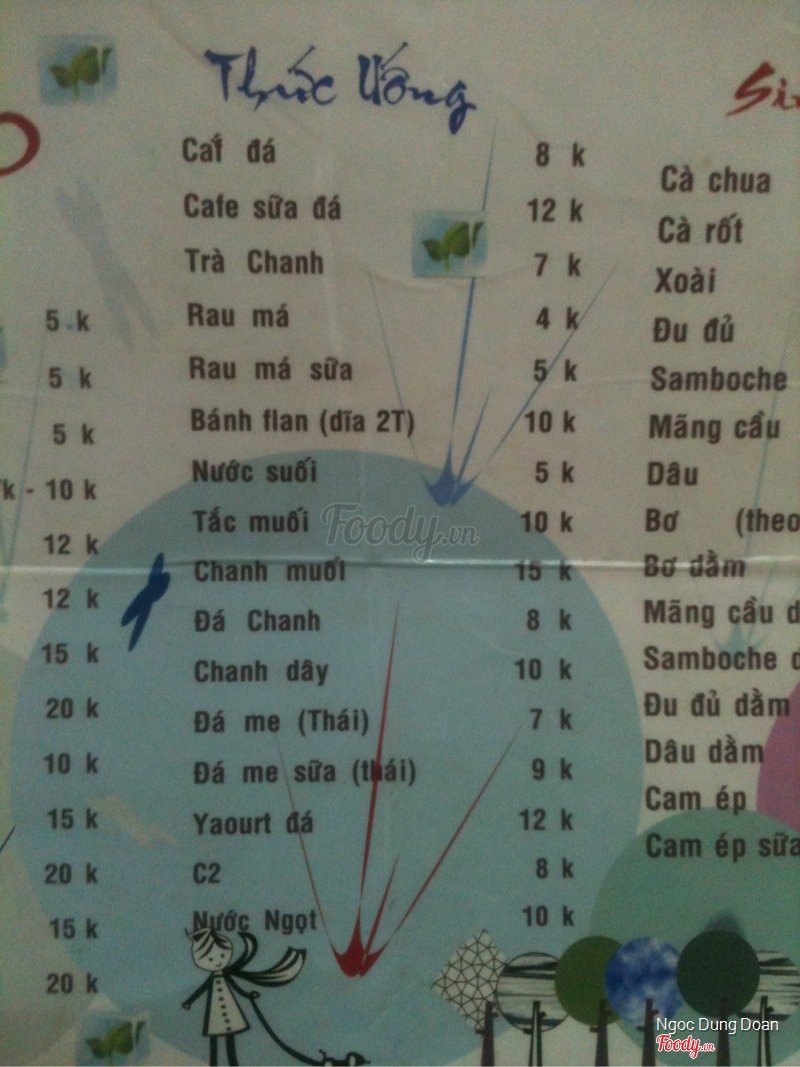 Thức Uống
Caf đá 8 k
Cafe sữa đá 12 k
Trà Chanh 7 k
Rau má 4 k
Rau má sữa 5 k
Bánh flan (dĩa 2T) 10 k
Nước suối 5 k
Tắc muối 10 k
Chanh muối 15 k
Đá Chanh 8 k
Chanh dây 10 k
Đá me (Thái) 7 k
Đá me sữa (thái) 9 k
Yaourt đá 12 k
C2 8 k
Nước Ngọt 10 k
5 k
5 k
5 k
k - 10 k
12 k
12 k
15 k
20 k
10 k
15 k
20 k
15 k
20 k
Cà chua
Cà rốt
Xoài
Đu đủ
Samboche
Mãng cầu
Dâu
Bơ (theo
Bơ dằm
Mãng cầu d
Samboche d
Đu đủ dằm
Dâu dằm
Cam ép
Cam ép sữa
Foody.vn
Ngoc Dung Doan
Foody.vn